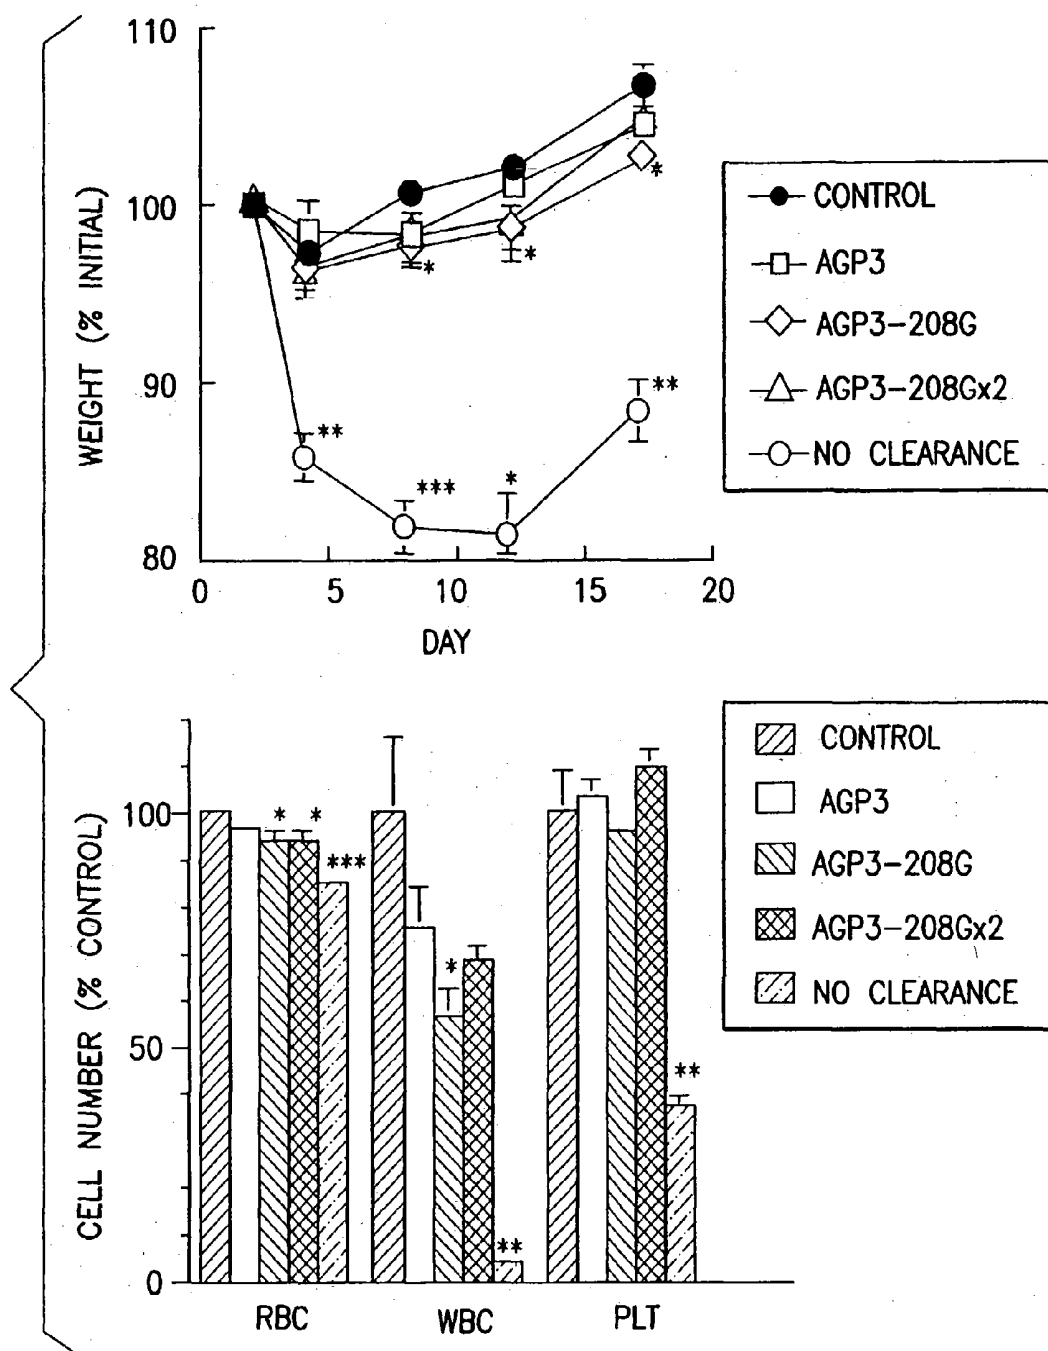 110
100
90
80
WEIGHT (% INITIAL)
0 5 10 15 20
DAY
*
*
*
**
***
*
**
CONTROL
AGP3
AGP3-208G
AGP3-208Gx2
NO CLEARANCE
100
50
0
CELL NUMBER (% CONTROL)
* *
***
*
**
**
RBC WBC PLT
CONTROL
AGP3
AGP3-208G
AGP3-208Gx2
NO CLEARANCE